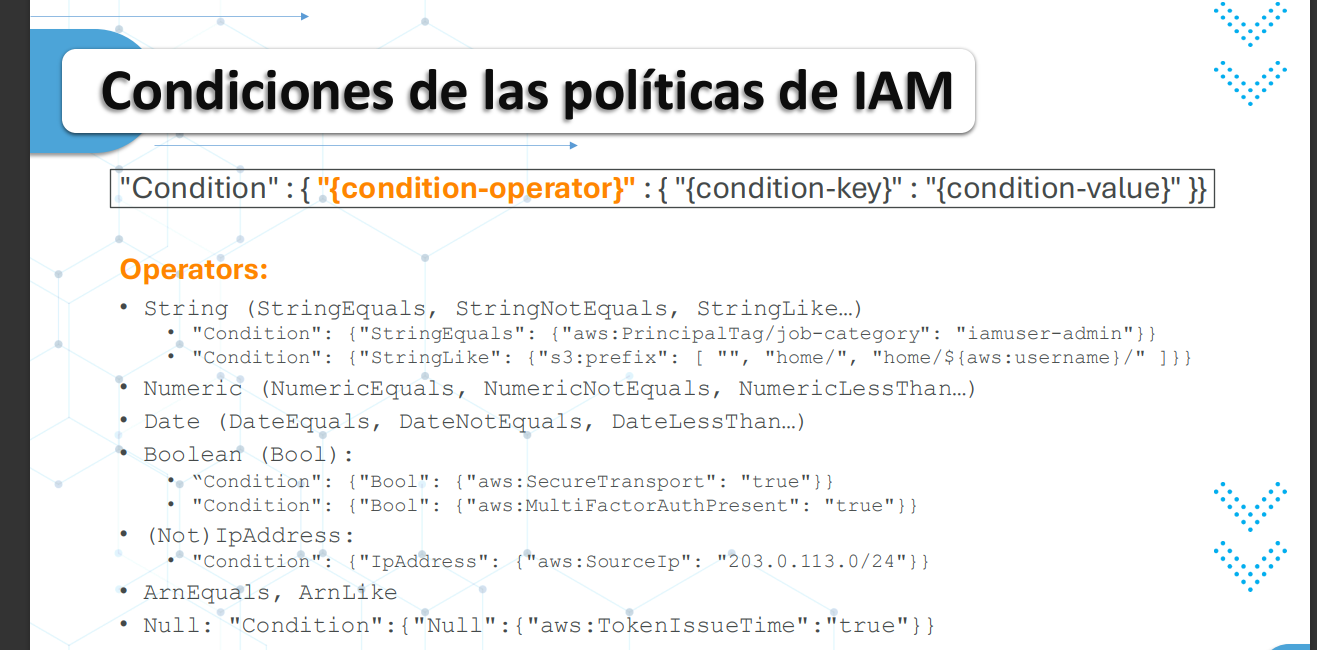 Condiciones de las políticas de IAM
"Condition" : { "{condition-operator}" : { "{condition-key}" : "{condition-value}" }}
Operators:
• String (StringEquals, StringNotEquals, StringLike…)
• "Condition": {"StringEquals": {"aws:PrincipalTag/job-category": "iamuser-admin"}}
• "Condition": {"StringLike": {"s3:prefix": [ "", "home/", "home/${aws:username}/" ]}}
• Numeric (NumericEquals, NumericNotEquals, NumericLessThan…)
• Date (DateEquals, DateNotEquals, DateLessThan…)
• Boolean (Bool):
• “Condition": {"Bool": {"aws:SecureTransport": "true"}}
• "Condition": {"Bool": {"aws:MultiFactorAuthPresent": "true"}}
• (Not)IpAddress:
• "Condition": {"IpAddress": {"aws:SourceIp": "203.0.113.0/24"}}
• ArnEquals, ArnLike
• Null: "Condition":{"Null":{"aws:TokenIssueTime":"true"}}